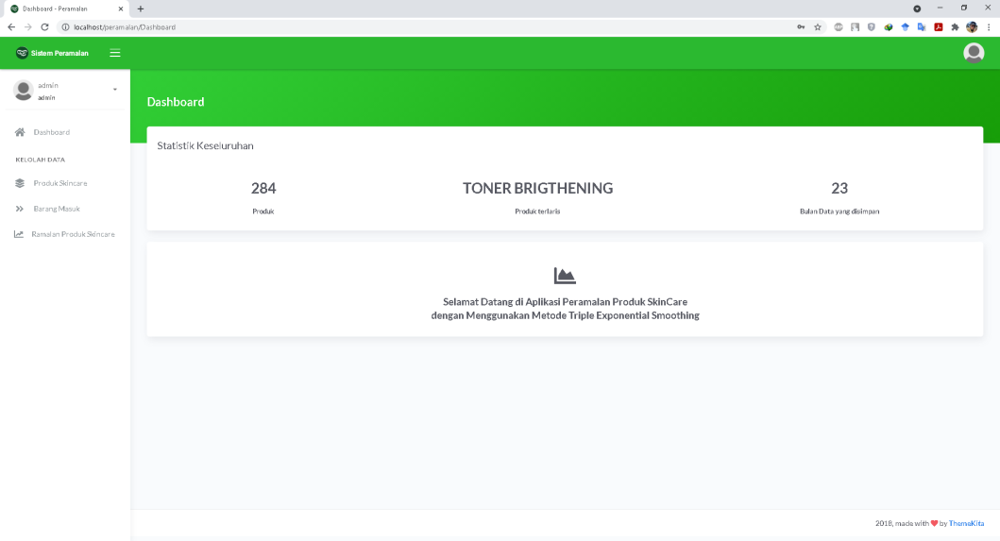 Dashboard - Peramalan
localhost/peramalan/Dashboard
Sistem Peramalan
admin
admin
Dashboard
KELOLAH DATA
Produk Skincare
Barang Masuk
Ramalan Produk Skincare
Dashboard
Statistik Keseluruhan
284
Produk
TONER BRIGTHENING
Produk terlaris
23
Bulan Data yang disimpan
Selamat Datang di Aplikasi Peramalan Produk SkinCare
dengan Menggunakan Metode Triple Exponential Smoothing
2018, made with ❤ by ThemeKita